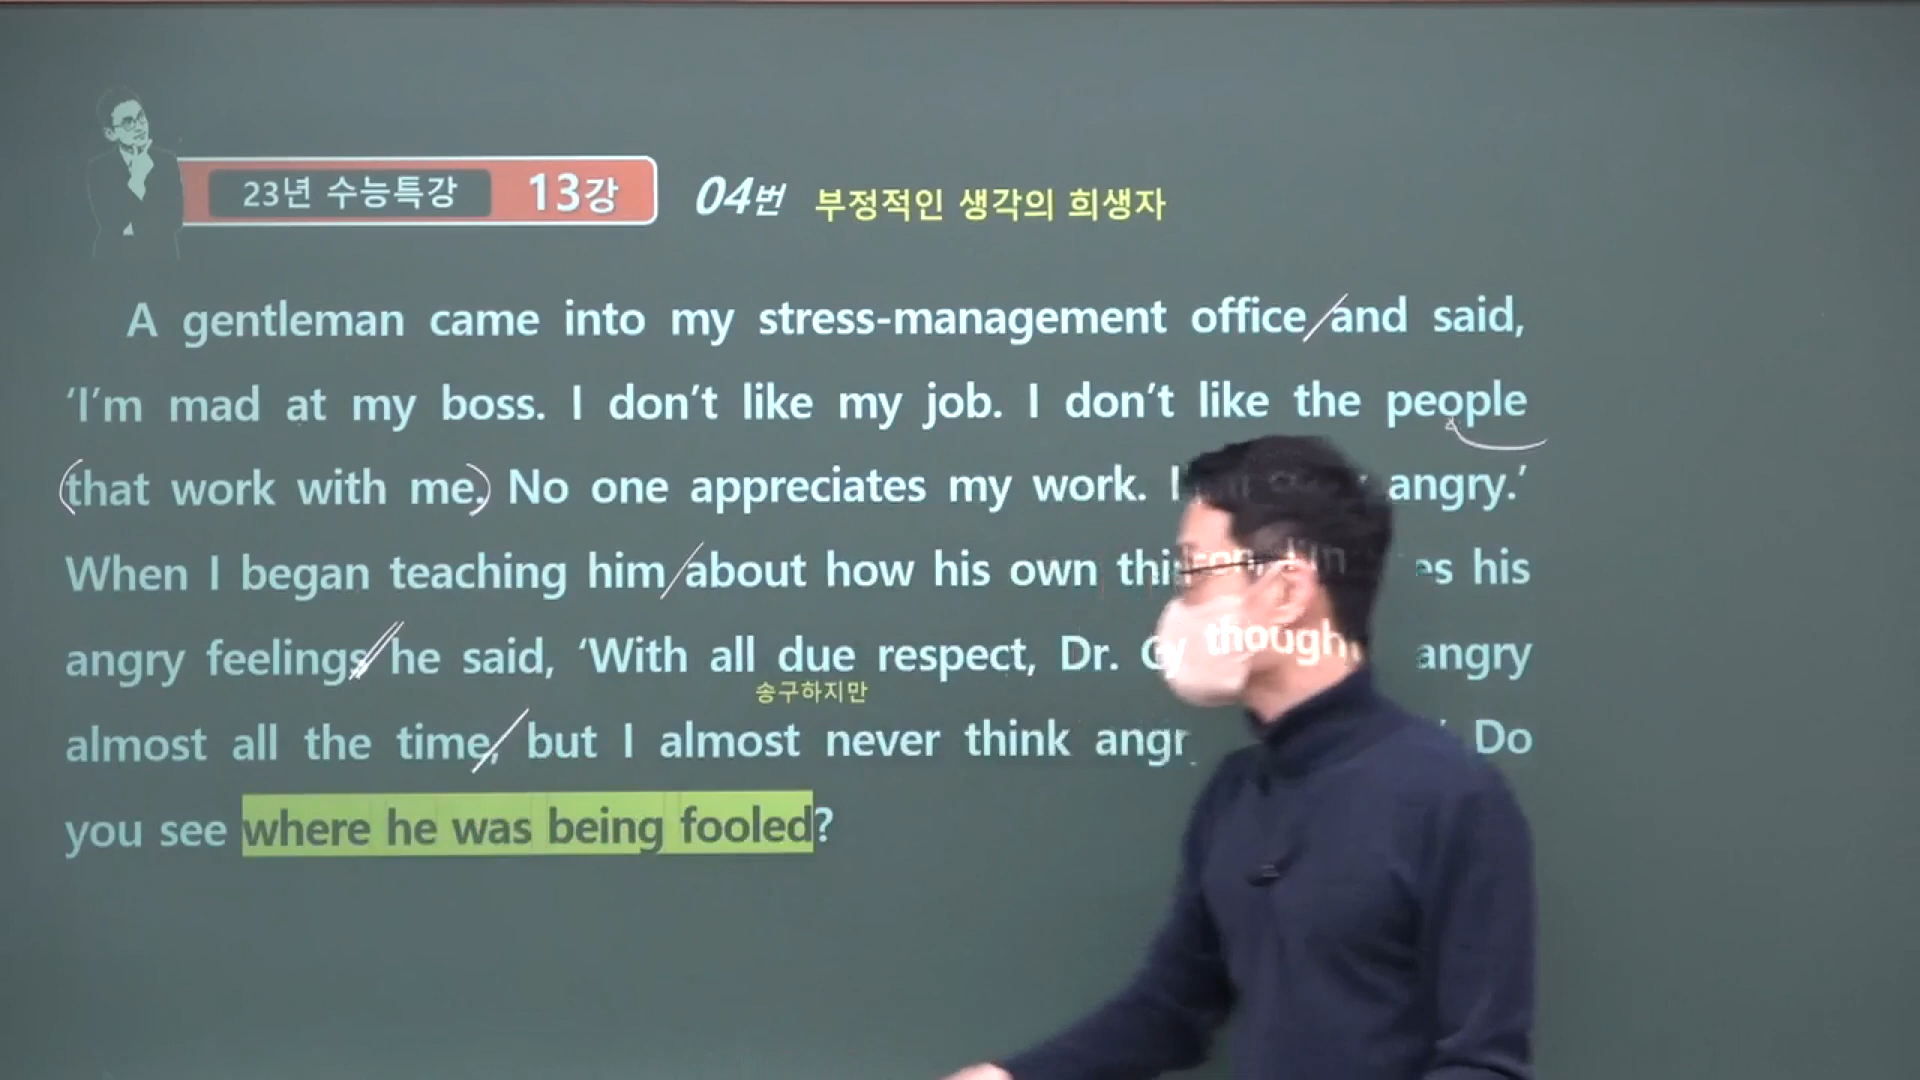 23년 수능특강 13강 04번 부정적인 생각의 희생자
A gentleman came into my stress-management office and said,
‘I’m mad at my boss. I don’t like my job. I don’t like the people
that work with me. No one appreciates my work. angry.’
When I began teaching him about how his own his
angry feelings he said, ‘With all due respect, Dr. angry
송구하지만
almost all the time, but I almost never think Do
you see where he was being fooled?